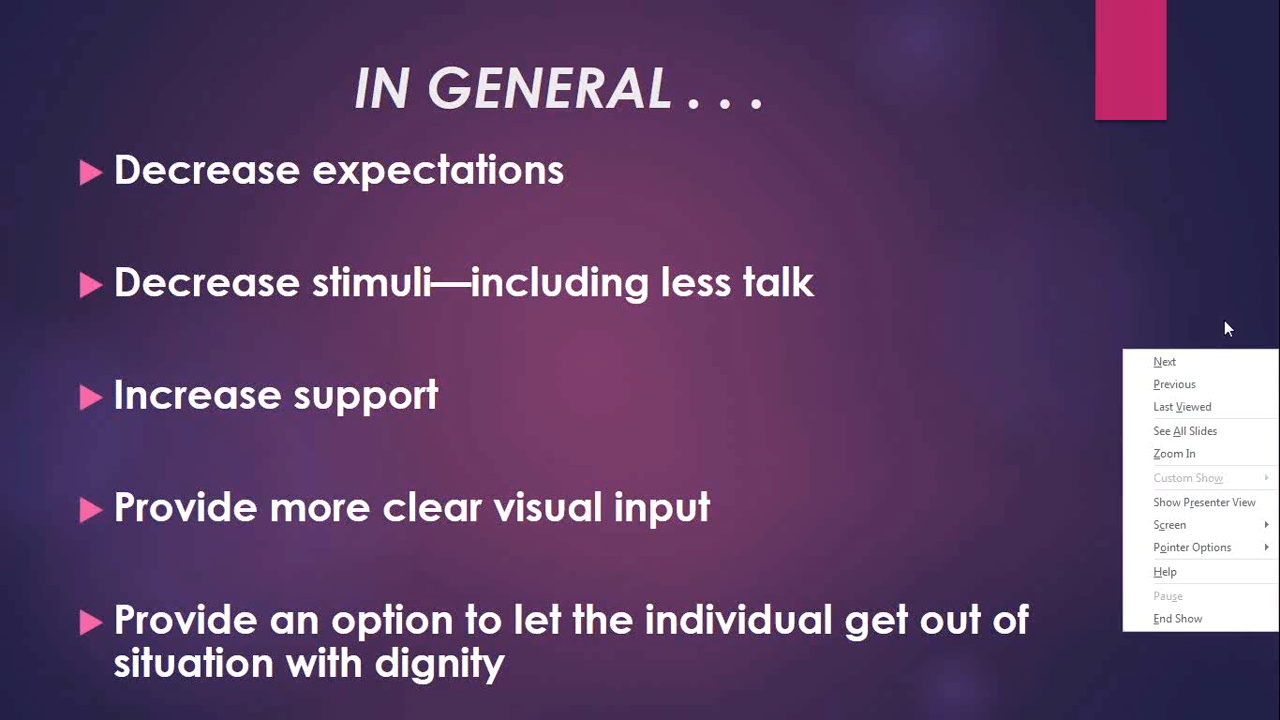 IN GENERAL . . .
Decrease expectations
Decrease stimuli—including less talk
Increase support
Provide more clear visual input
Provide an option to let the individual get out of
situation with dignity
Next
Previous
Last Viewed
See All Slides
Zoom In
Custom Show
Show Presenter View
Screen
Pointer Options
Help
Pause
End Show